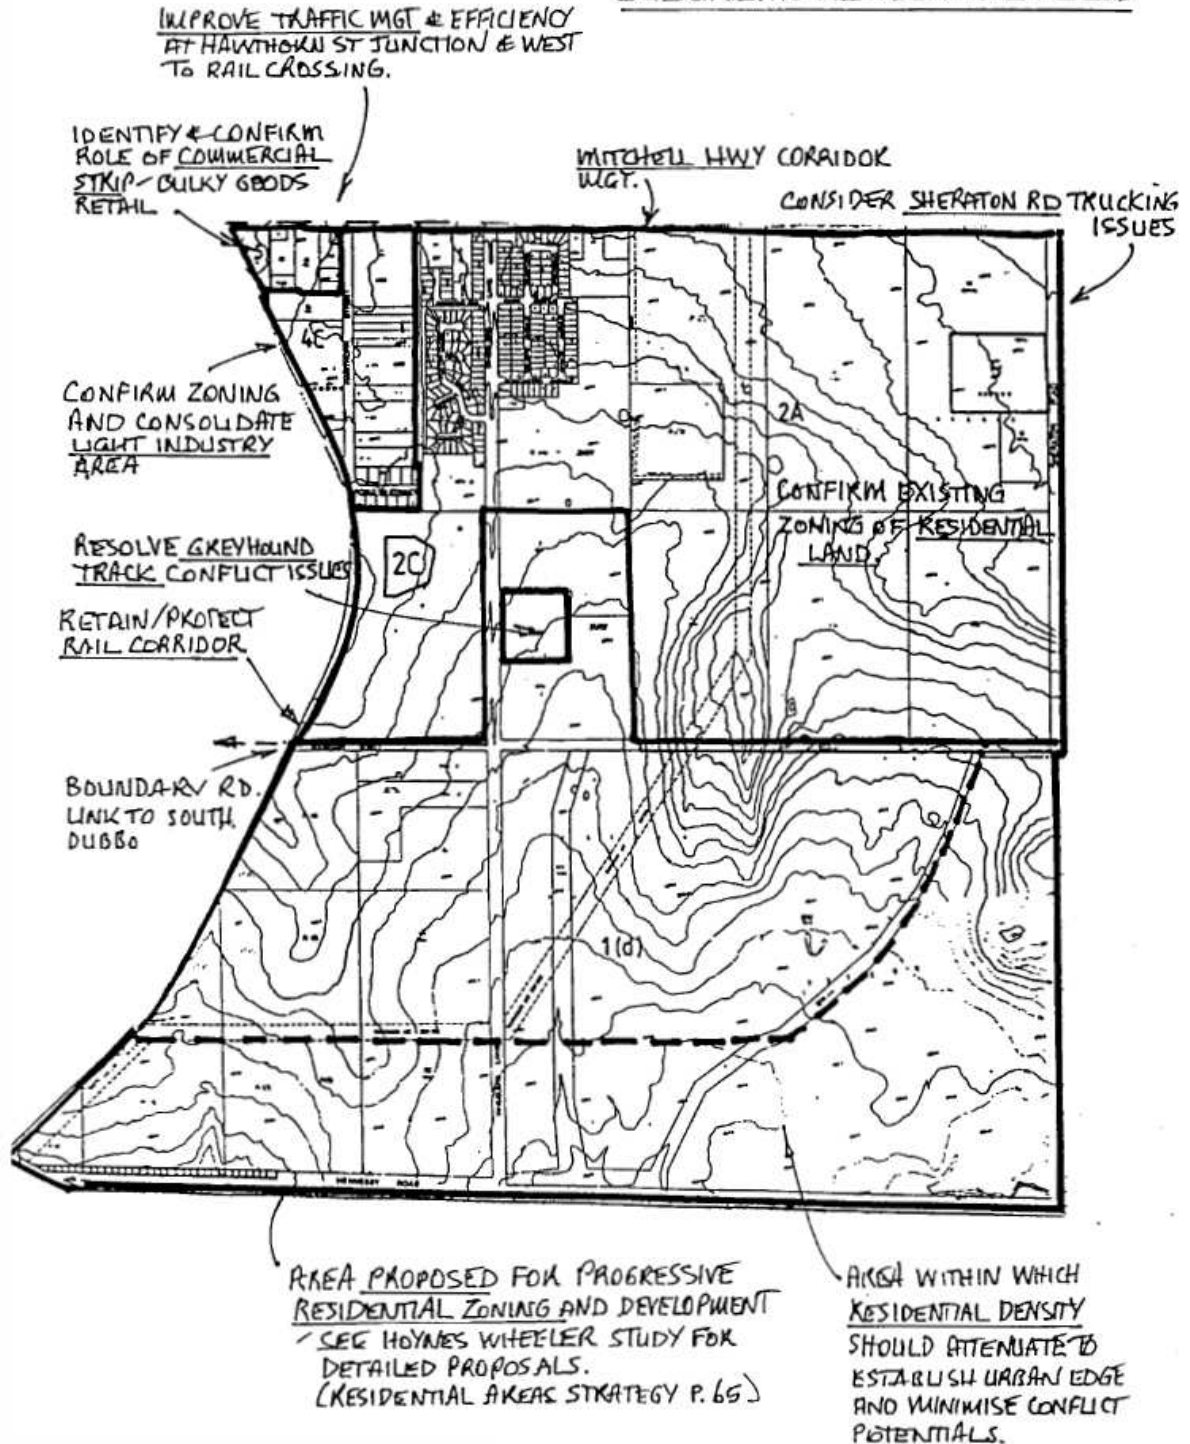 IMPROVE TRAFFIC MGT & EFFICIENCY
AT HAWTHORN ST JUNCTION & WEST
TO RAIL CROSSING.
IDENTIFY & CONFIRM
ROLE OF COMMERCIAL
STRIP - BULKY GOODS
RETAIL
MITCHELL HWY CORRIDOR
MGT.
CONSIDER SHERATON RD TRUCKING
ISSUES
4E
CONFIRM ZONING
AND CONSOLIDATE
LIGHT INDUSTRY
AREA
2A
CONFIRM EXISTING
ZONING OF RESIDENTIAL
LAND.
RESOLVE GREYHOUND
TRACK CONFLICT ISSUES
2C
RETAIN/PROTECT
RAIL CORRIDOR
BOUNDARY RD.
LINK TO SOUTH
DUBBO
1(d)
HENNESSY ROAD
AREA PROPOSED FOR PROGRESSIVE
RESIDENTIAL ZONING AND DEVELOPMENT
- SEE HOYNES WHEELER STUDY FOR
DETAILED PROPOSALS.
(RESIDENTIAL AREAS STRATEGY P.65)
AREA WITHIN WHICH
RESIDENTIAL DENSITY
SHOULD ATTENUATE TO
ESTABLISH URBAN EDGE
AND MINIMISE CONFLICT
POTENTIALS.